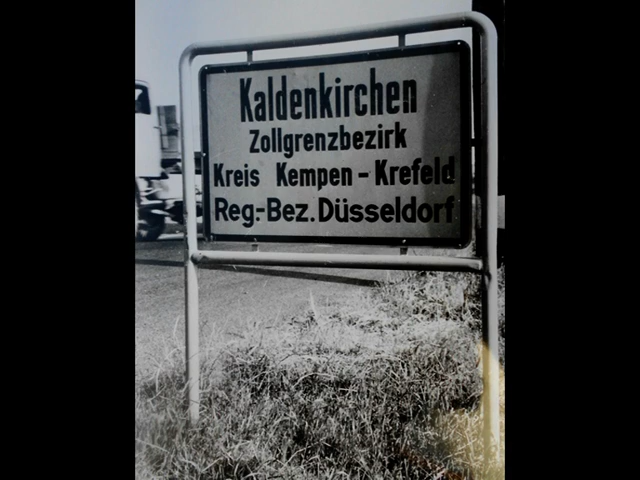 Kaldenkirchen
Zollgrenzbezirk
Kreis Kempen - Krefeld
Reg.-Bez. Düsseldorf